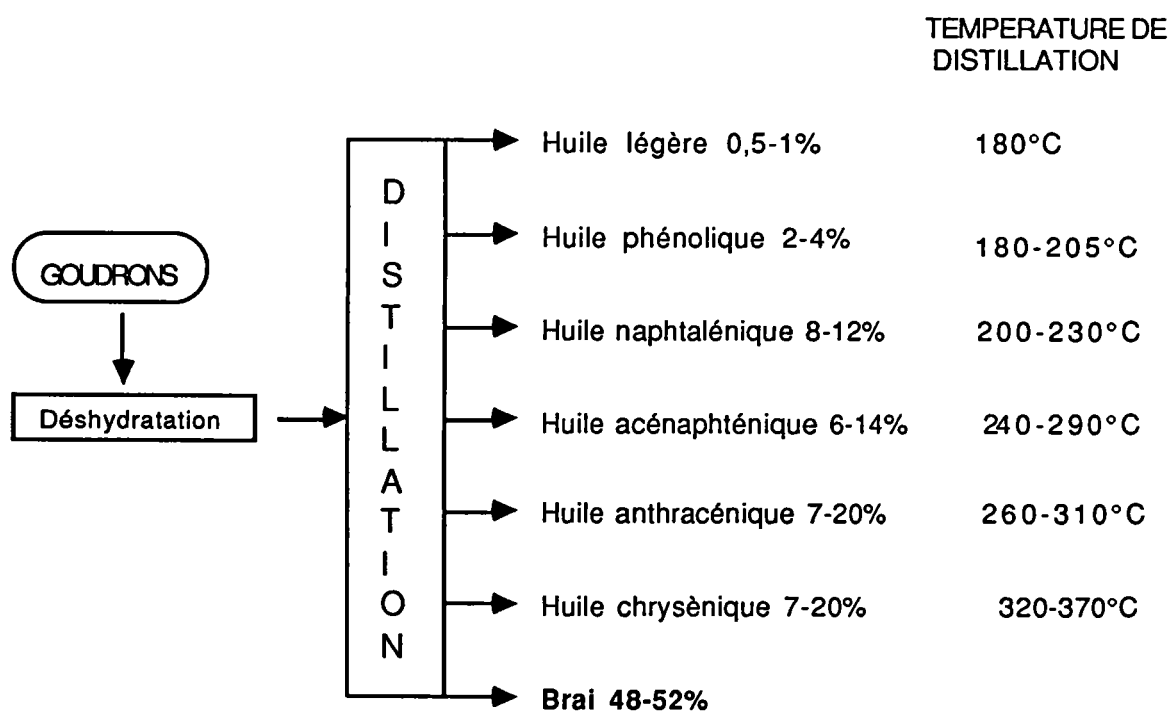 TEMPERATURE DE
DISTILLATION
Huile légère 0,5-1% 180°C
Huile phénolique 2-4% 180-205°C
GOUDRONS
Huile naphtalénique 8-12% 200-230°C
Déshydratation
DISTILLATION
Huile acénaphténique 6-14% 240-290°C
Huile anthracénique 7-20% 260-310°C
Huile chrysènique 7-20% 320-370°C
Brai 48-52%